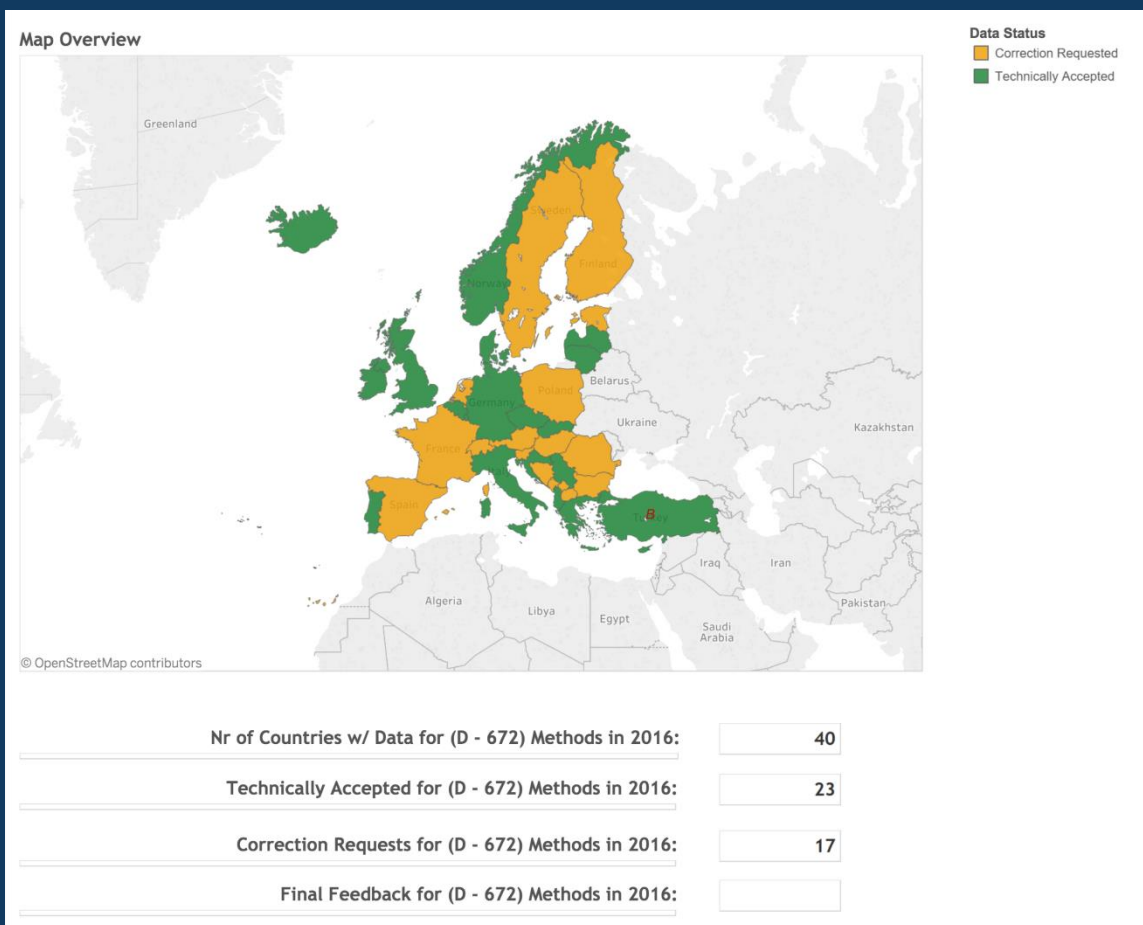 Map Overview
Data Status
Correction Requested
Technically Accepted
Greenland
Sweden
Finland
Norway
Poland
Belarus
Germany
Ukraine
Kazakhstan
France
Italy
Spain
B
Turkey
Iraq
Iran
Algeria
Libya
Egypt
Pakistan
Saudi
Arabia
© OpenStreetMap contributors
Nr of Countries w/ Data for (D - 672) Methods in 2016: 40
Technically Accepted for (D - 672) Methods in 2016: 23
Correction Requests for (D - 672) Methods in 2016: 17
Final Feedback for (D - 672) Methods in 2016: